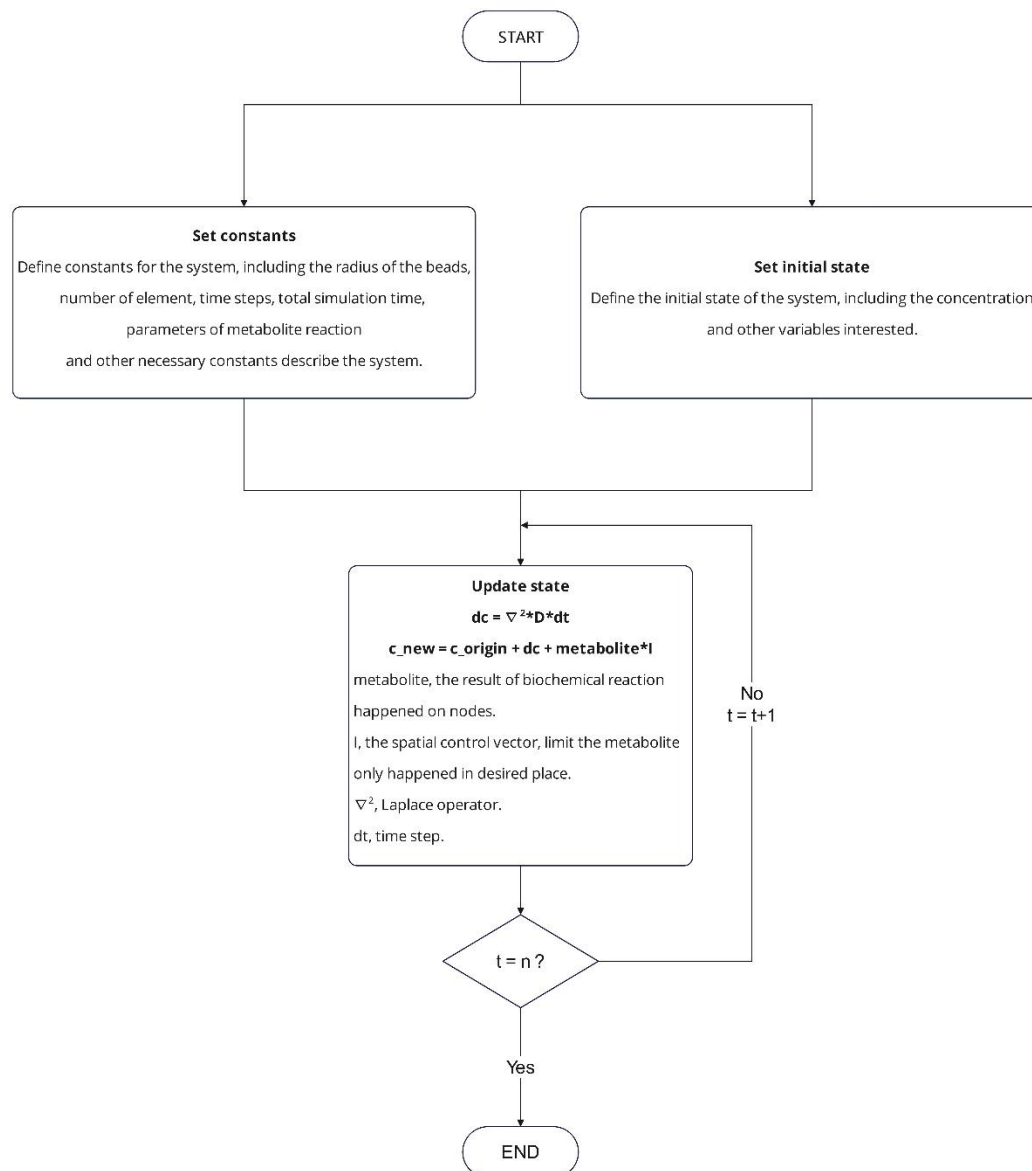 START
Set constants
Define constants for the system, including the radius of the beads,
number of element, time steps, total simulation time,
parameters of metabolite reaction
and other necessary constants describe the system.
Set initial state
Define the initial state of the system, including the concentration
and other variables interested.
Update state
dc = ∇²*D*dt
c_new = c_origin + dc + metabolite*I
metabolite, the result of biochemical reaction
happened on nodes.
I, the spatial control vector, limit the metabolite
only happened in desired place.
∇², Laplace operator.
dt, time step.
No
t = t+1
t = n ?
Yes
END